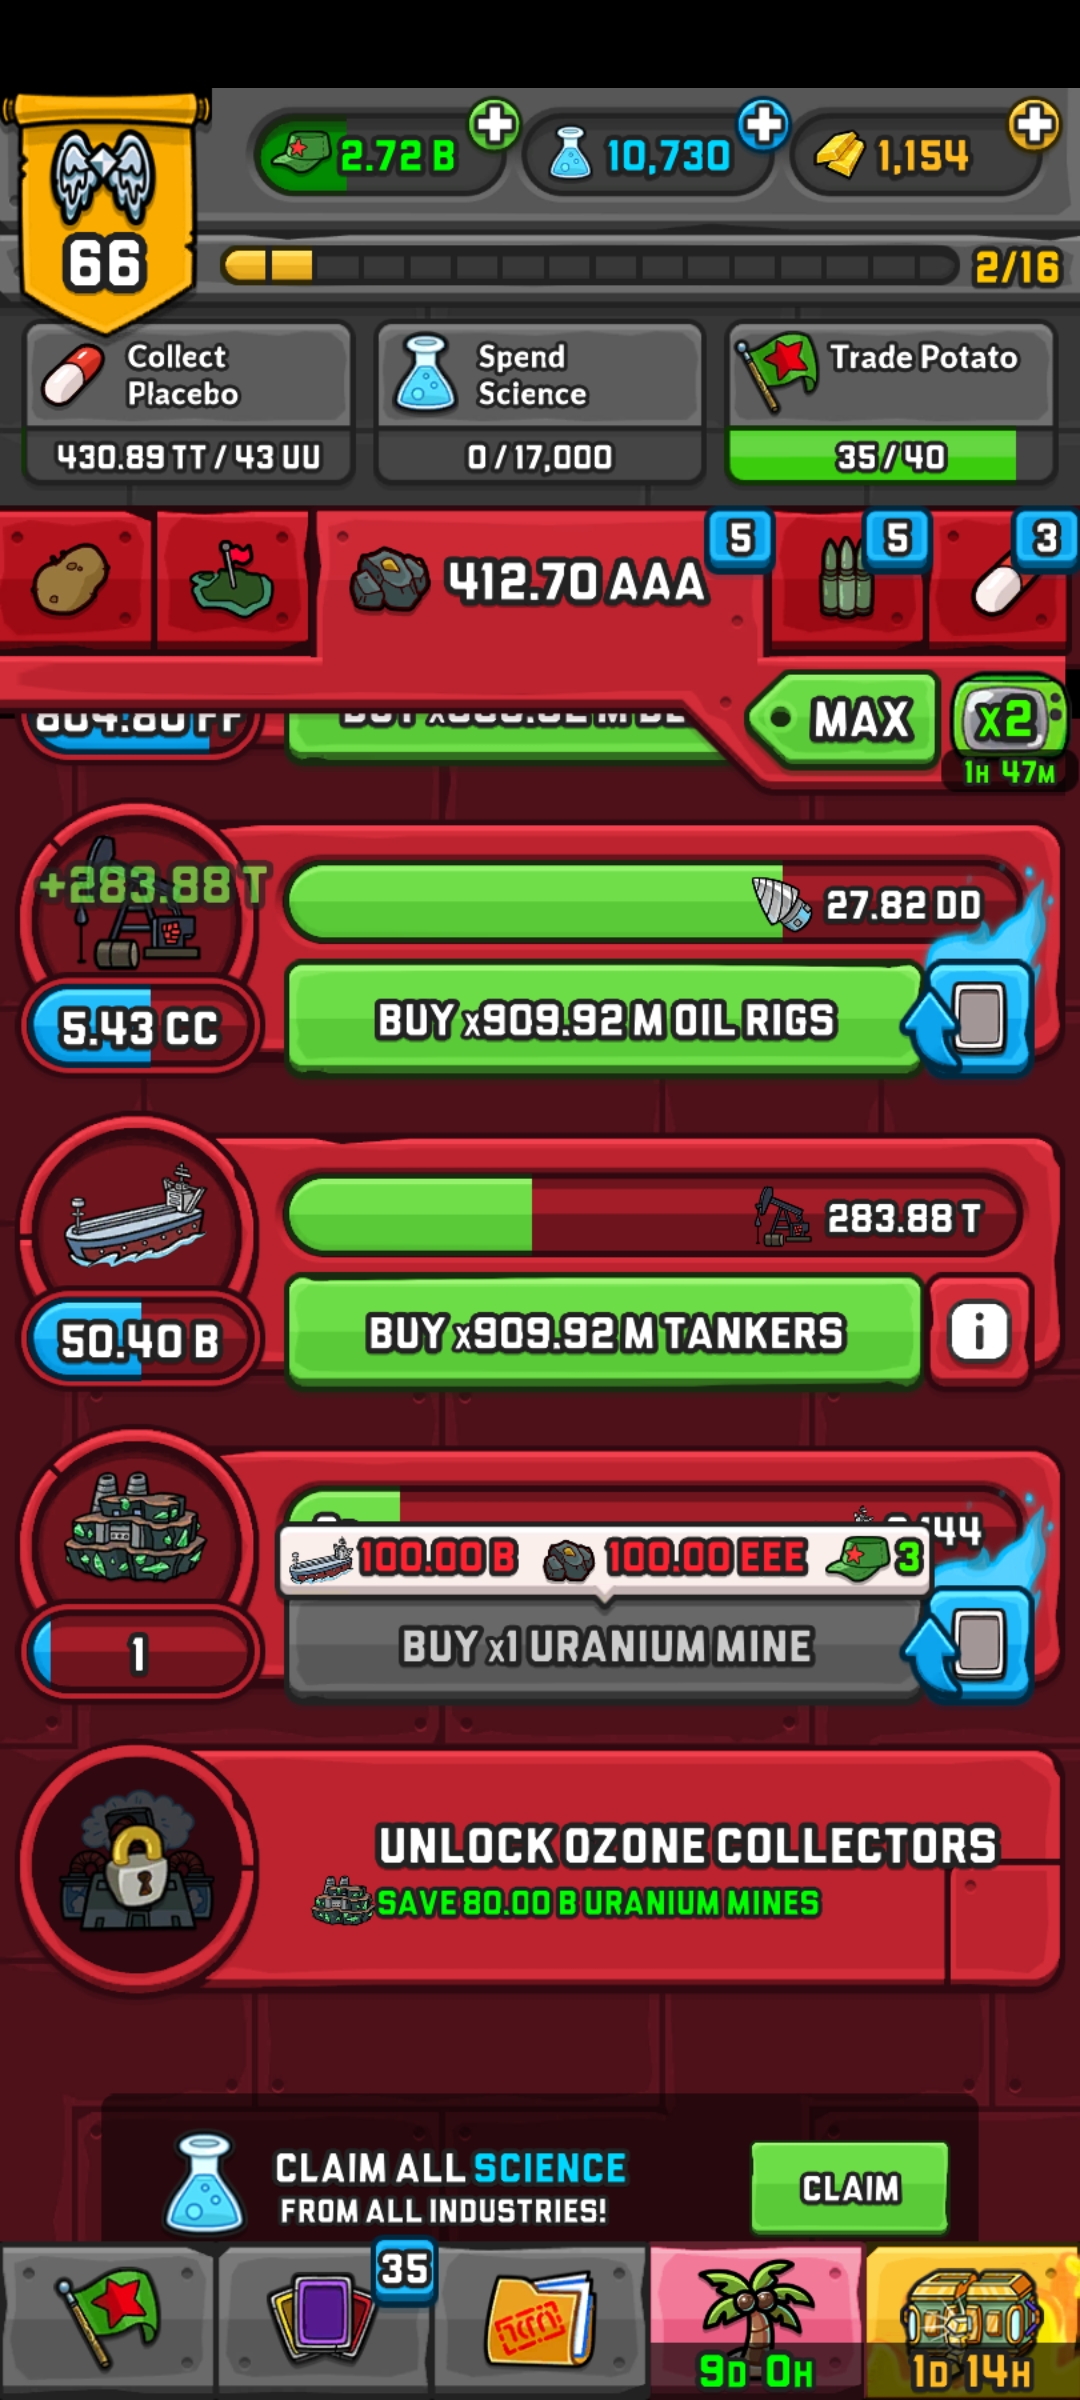 2.72 B
10,730
1,154
66
2/16
Collect
Placebo
Spend
Science
Trade Potato
430.89 TT / 43 UU
0 / 17,000
35 / 40
5
5
3
412.70 AAA
MAX
x2
1H 47M
+283.88 T
27.82 DD
5.43 CC
BUY x909.92 M OIL RIGS
283.88 T
50.40 B
BUY x909.92 M TANKERS
i
100.00 B
100.00 EEE
3
1
BUY x1 URANIUM MINE
UNLOCK OZONE COLLECTORS
SAVE 80.00 B URANIUM MINES
CLAIM ALL SCIENCE
FROM ALL INDUSTRIES!
CLAIM
35
9D 0H
1D 14H